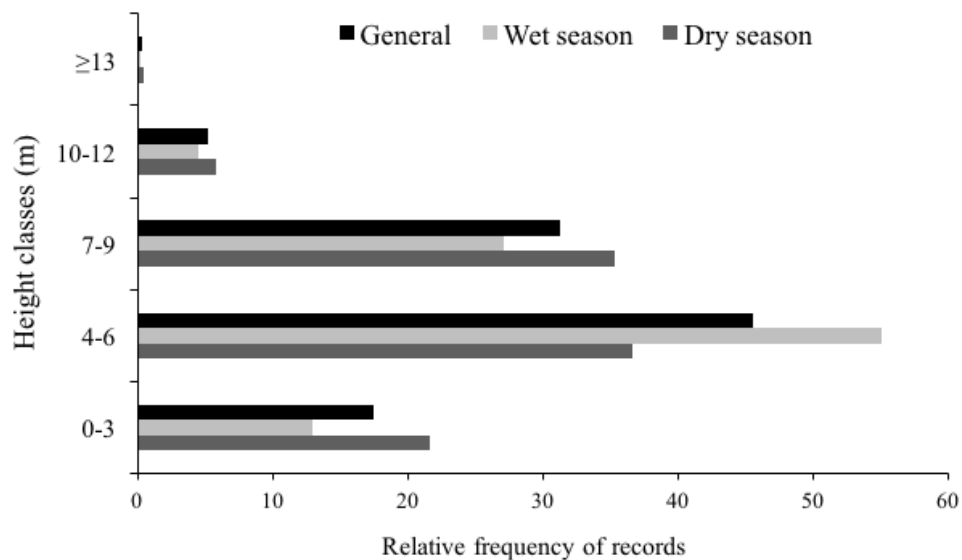 General Wet season Dry season
≥13
10-12
7-9
4-6
0-3
Height classes (m)
0 10 20 30 40 50 60
Relative frequency of records